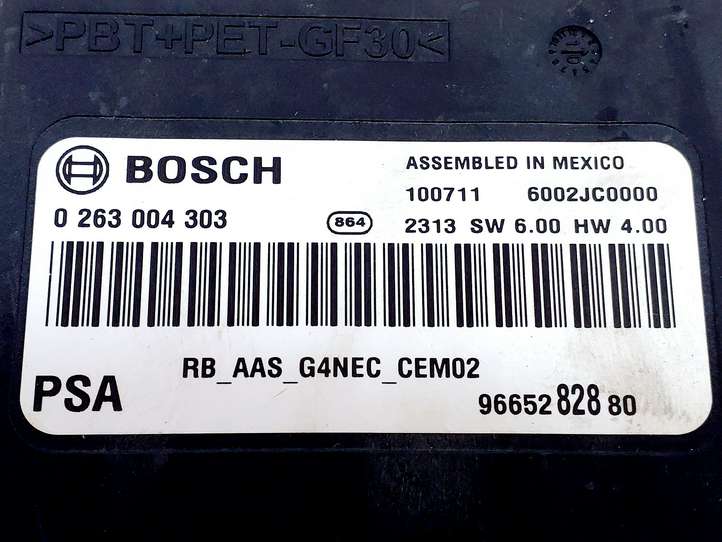 >PBT+PET-GF30<
BOSCH
ASSEMBLED IN MEXICO
100711 6002JC0000
0 263 004 303 864 2313 SW 6.00 HW 4.00
RB_AAS_G4NEC_CEM02
PSA
96652 828 80